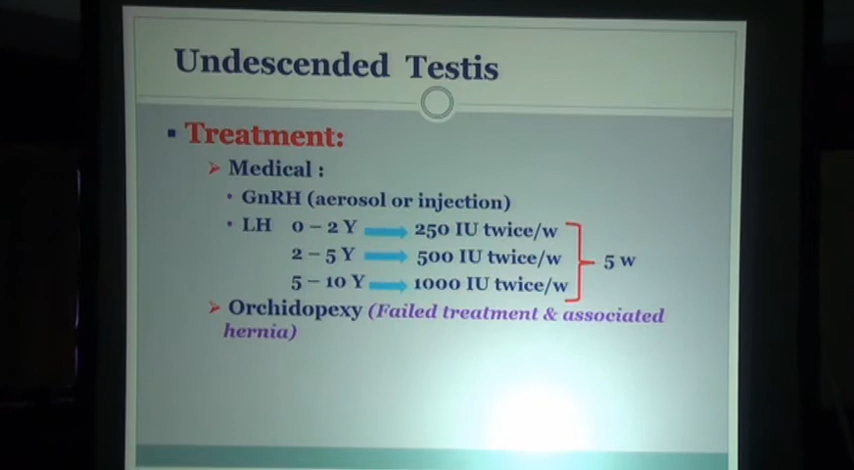 Undescended Testis
▪ Treatment:
➢ Medical :
• GnRH (aerosol or injection)
• LH 0 – 2 Y 250 IU twice/w
2 – 5 Y 500 IU twice/w
5 – 10 Y 1000 IU twice/w
5 w
➢ Orchidopexy (Failed treatment & associated
hernia)